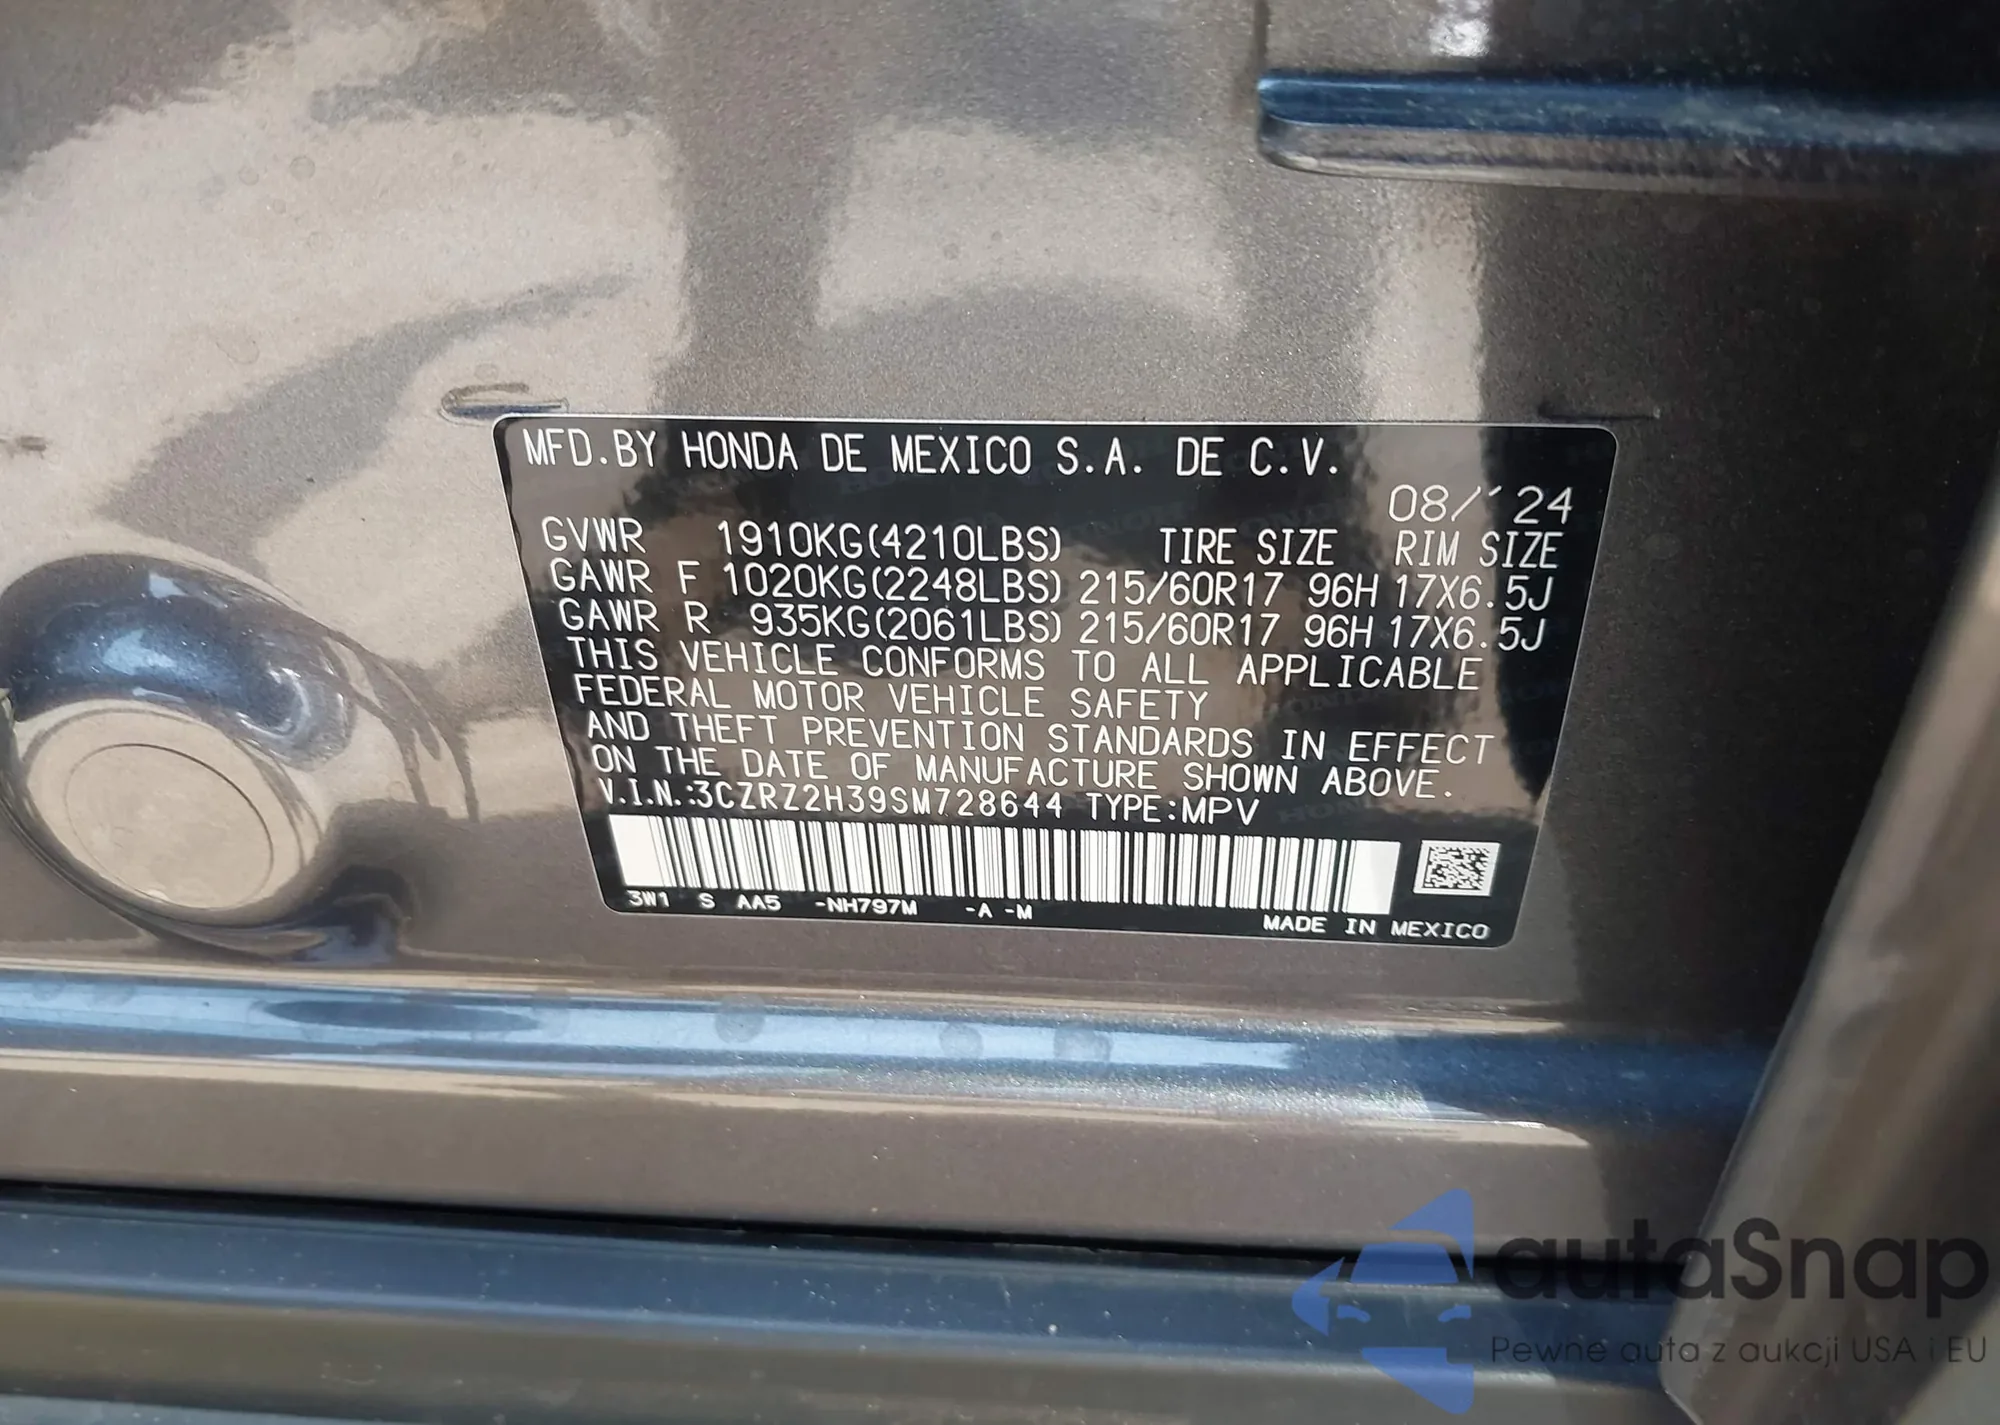 MFD.BY HONDA DE MEXICO S.A. DE C.V.
08/'24
GVWR 1910KG(4210LBS) TIRE SIZE RIM SIZE
GAWR F 1020KG(2248LBS) 215/60R17 96H 17X6.5J
GAWR R 935KG(2061LBS) 215/60R17 96H 17X6.5J
THIS VEHICLE CONFORMS TO ALL APPLICABLE
FEDERAL MOTOR VEHICLE SAFETY
AND THEFT PREVENTION STANDARDS IN EFFECT
ON THE DATE OF MANUFACTURE SHOWN ABOVE.
V.I.N.:3CZRZ2H39SM728644 TYPE:MPV
3W1 S AA5 -NH797M -A -M
MADE IN MEXICO
autaSnap
Pewne auta z aukcji USA i EU